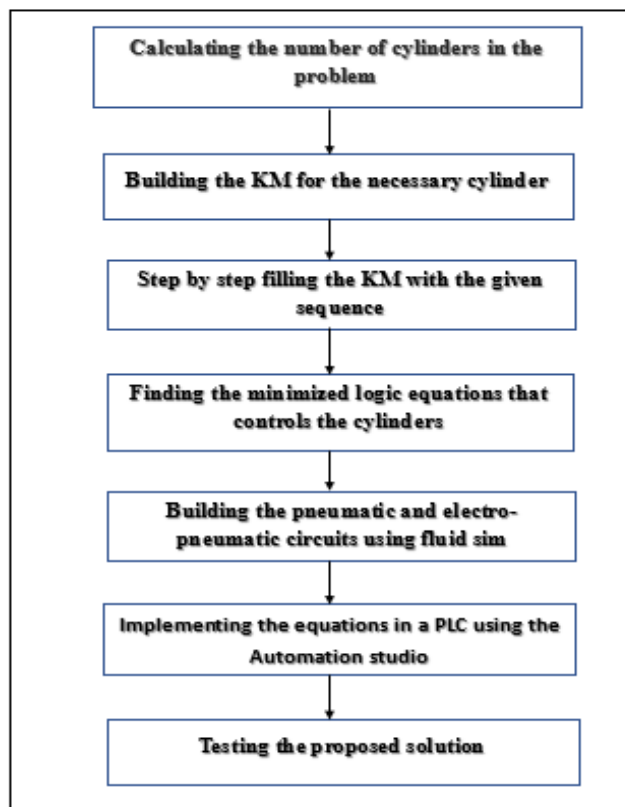 Calculating the number of cylinders in the
problem
Building the KM for the necessary cylinder
Step by step filling the KM with the given
sequence
Finding the minimized logic equations that
controls the cylinders
Building the pneumatic and electro-
pneumatic circuits using fluid sim
Implementing the equations in a PLC using the
Automation studio
Testing the proposed solution